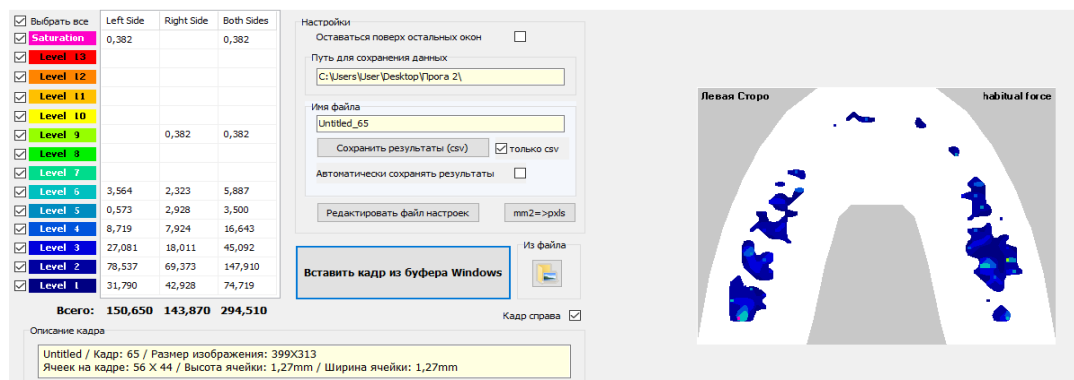 Выбрать все Left Side Right Side Both Sides
Saturation 0,382 0,382
Level 13
Level 12
Level 11
Level 10
Level 9 0,382 0,382
Level 8
Level 7
Level 6 3,564 2,323 5,887
Level 5 0,573 2,928 3,500
Level 4 8,719 7,924 16,643
Level 3 27,081 18,011 45,092
Level 2 78,537 69,373 147,910
Level 1 31,790 42,928 74,719
Всего: 150,650 143,870 294,510
Настройки
Оставаться поверх остальных окон
Путь для сохранения данных
C:\Users\User\Desktop\Прога 2\
Имя файла
Untitled_65
Сохранить результаты (csv) только csv
Автоматически сохранять результаты
Редактировать файл настроек mm2=>pxls
Вставить кадр из буфера Windows
Из файла
Кадр справа
Описание кадра
Untitled / Кадр: 65 / Размер изображения: 399X313
Ячеек на кадре: 56 X 44 / Высота ячейки: 1,27mm / Ширина ячейки: 1,27mm
Левая Сторо habitual force